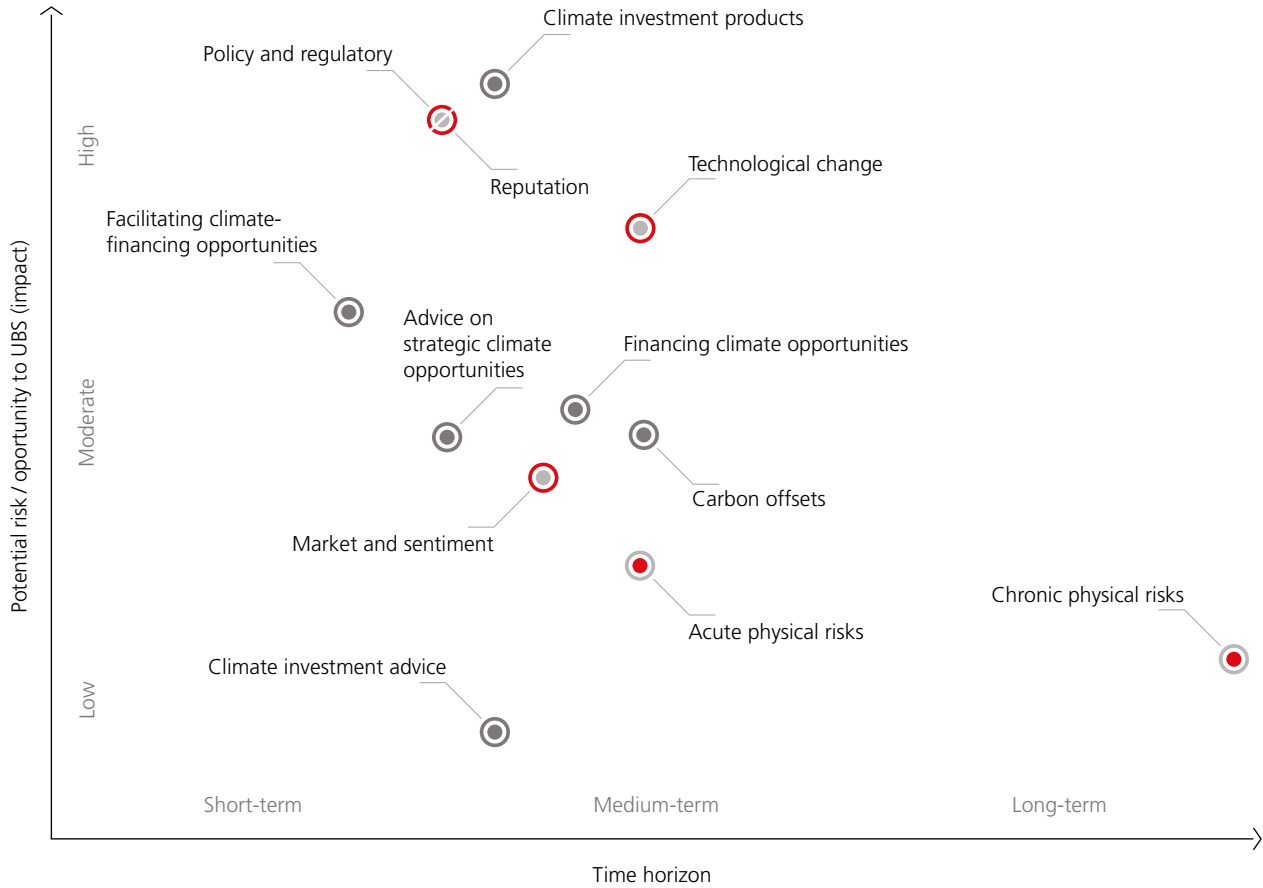 Climate investment products
Policy and regulatory
High
Technological change
Reputation
Facilitating climate-
financing opportunities
Advice on
strategic climate
opportunities
Financing climate opportunities
Potential risk / oportunity to UBS (impact)
Moderate
Carbon offsets
Market and sentiment
Chronic physical risks
Acute physical risks
Climate investment advice
Low
Short-term
Medium-term
Long-term
Time horizon